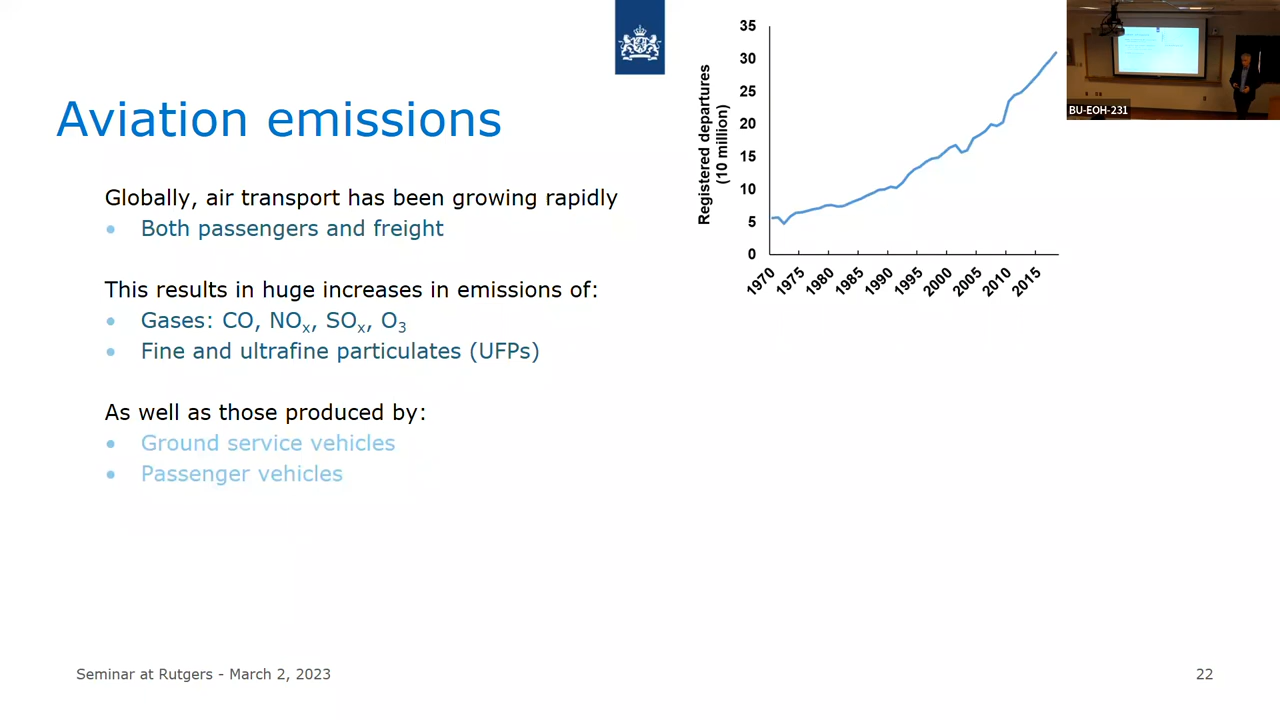 Aviation emissions
Globally, air transport has been growing rapidly
• Both passengers and freight
This results in huge increases in emissions of:
• Gases: CO, NOx, SOx, O3
• Fine and ultrafine particulates (UFPs)
As well as those produced by:
• Ground service vehicles
• Passenger vehicles
Registered departures
(10 million)
35
30
25
20
15
10
5
0
1970
1975
1980
1985
1990
1995
2000
2005
2010
2015
BU-EOH-231
Seminar at Rutgers - March 2, 2023
22